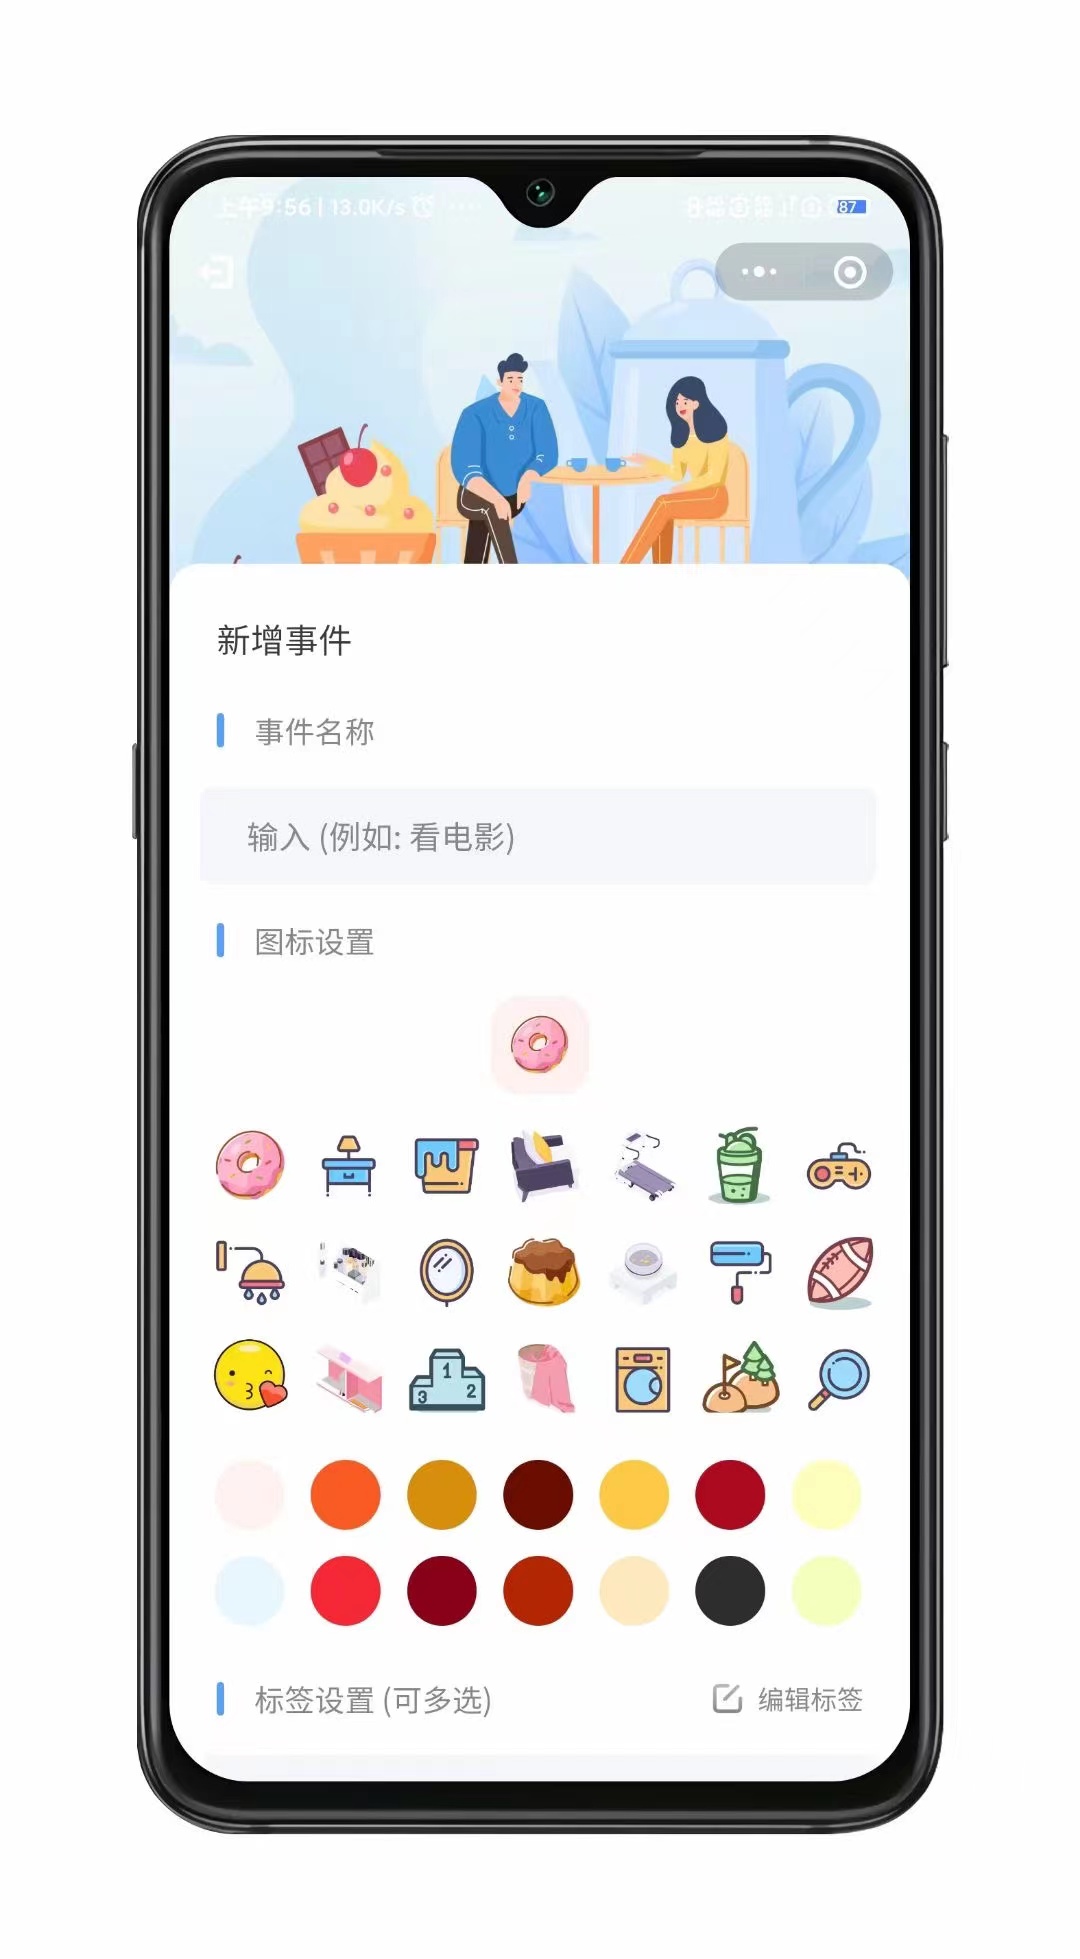 上午9:56 | 13.0K/s
87
新增事件
事件名称
输入 (例如: 看电影)
图标设置
1
2
3
标签设置 (可多选)
编辑标签